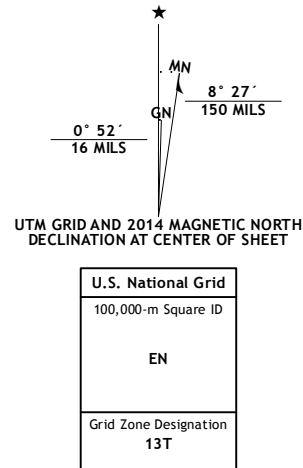 MN
GN
8° 27´
150 MILS
0° 52´
16 MILS
UTM GRID AND 2014 MAGNETIC NORTH
DECLINATION AT CENTER OF SHEET
U.S. National Grid
100,000-m Square ID
EN
Grid Zone Designation
13T